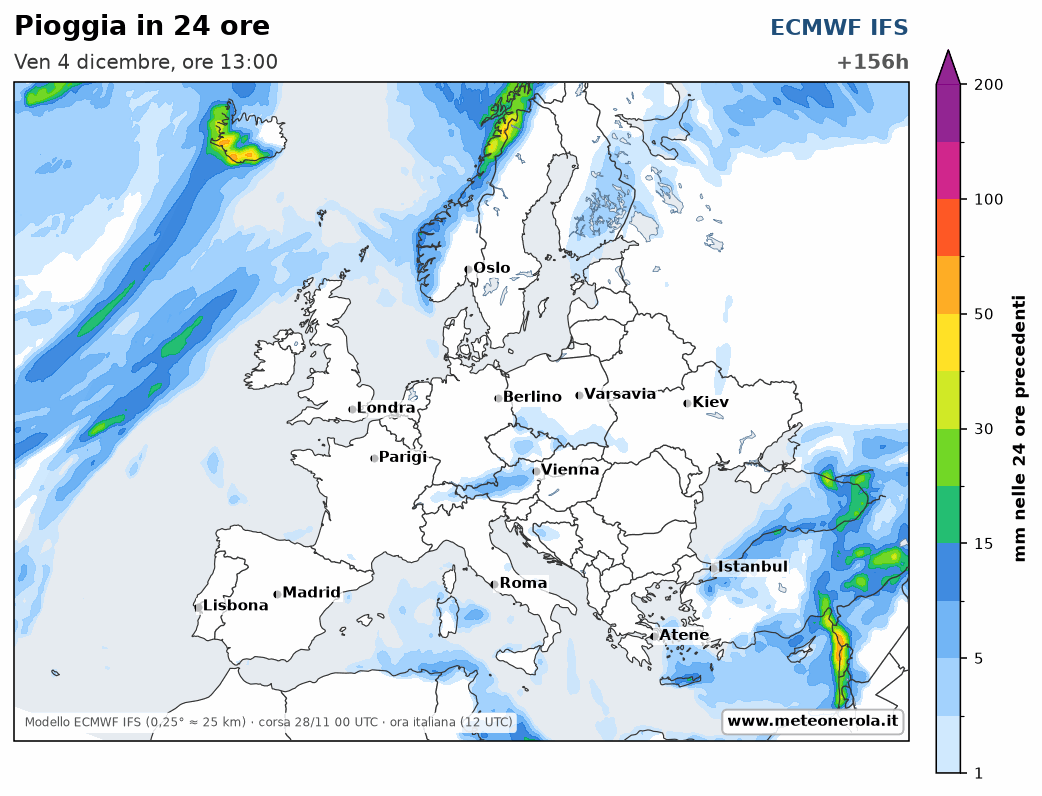 Pioggia in 24 ore
ECMWF IFS
Ven 4 dicembre, ore 13:00
+156h
200
100
50
30
15
5
1
mm nelle 24 ore precedenti
Oslo
Berlino
Varsavia
Kiev
Londra
Parigi
Vienna
Istanbul
Roma
Madrid
Lisbona
Atene
Modello ECMWF IFS (0,25° ≈ 25 km) · corsa 28/11 00 UTC · ora italiana (12 UTC)
www.meteonerola.it